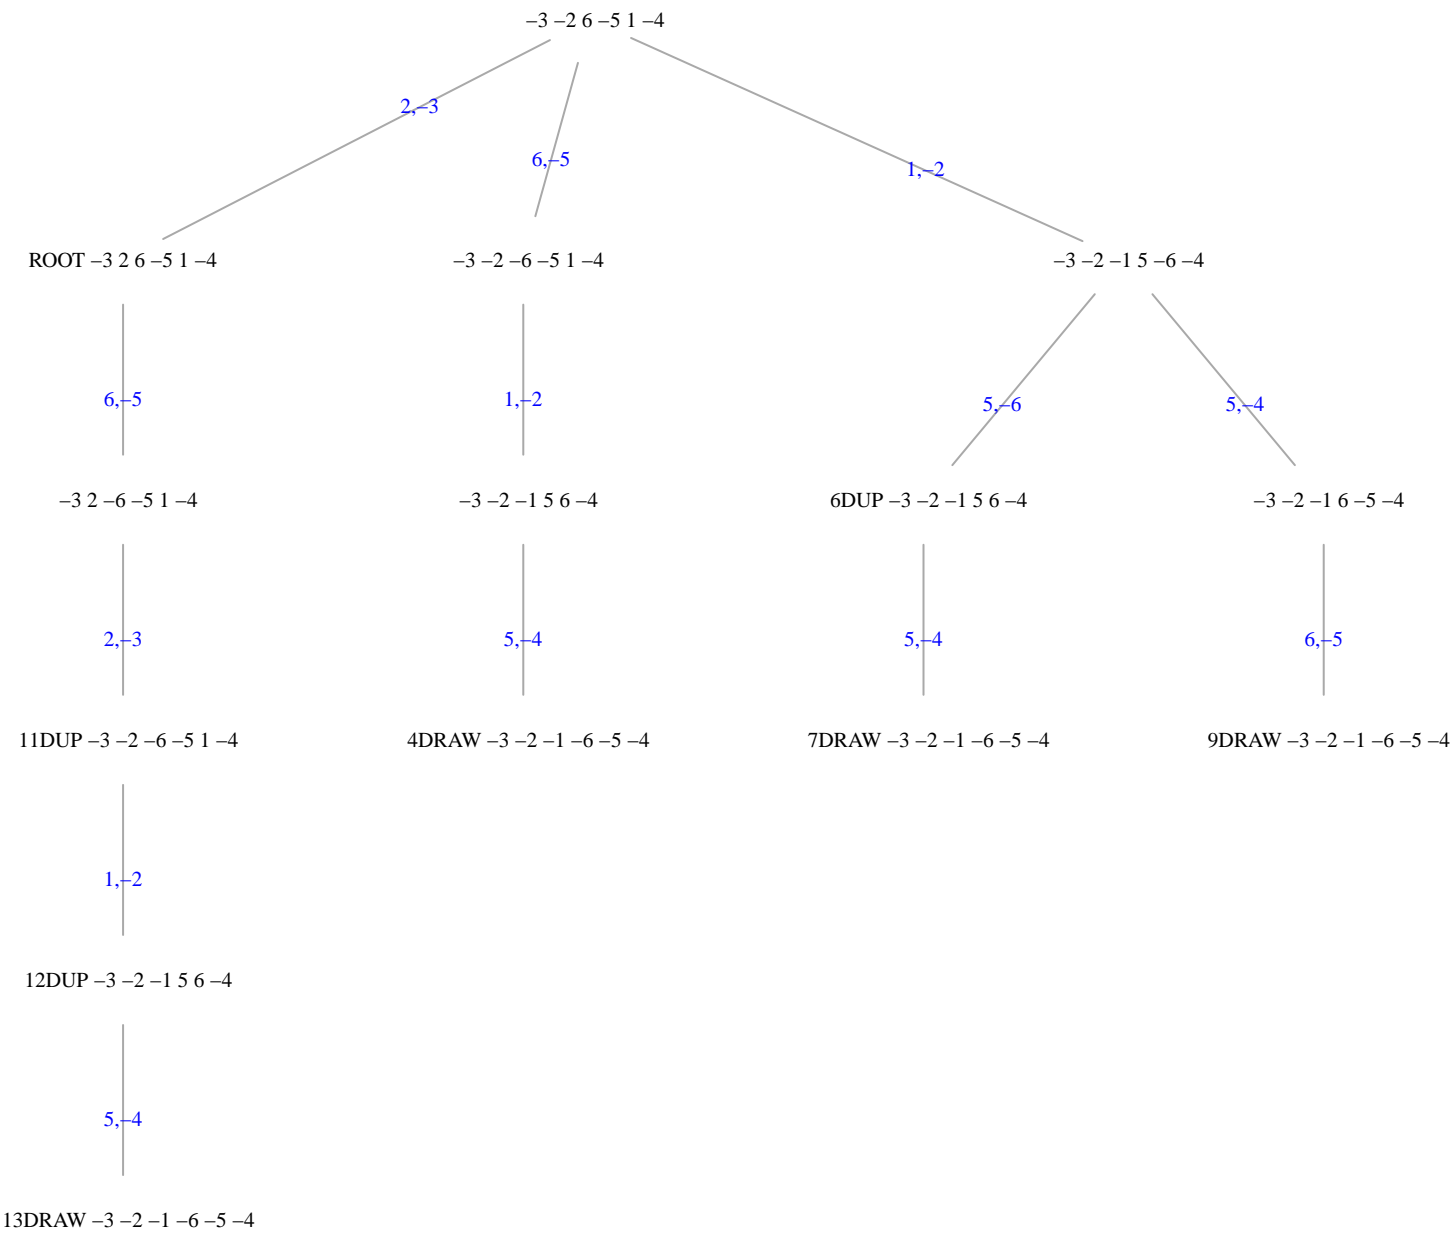 –3 –2 6 –5 1 –4
2,–3
6,–5
1,–2
ROOT –3 2 6 –5 1 –4
–3 –2 –6 –5 1 –4
–3 –2 –1 5 –6 –4
6,–5
1,–2
5,–6
5,–4
–3 2 –6 –5 1 –4
–3 –2 –1 5 6 –4
6DUP –3 –2 –1 5 6 –4
–3 –2 –1 6 –5 –4
2,–3
5,–4
5,–4
6,–5
11DUP –3 –2 –6 –5 1 –4
4DRAW –3 –2 –1 –6 –5 –4
7DRAW –3 –2 –1 –6 –5 –4
9DRAW –3 –2 –1 –6 –5 –4
1,–2
12DUP –3 –2 –1 5 6 –4
5,–4
13DRAW –3 –2 –1 –6 –5 –4